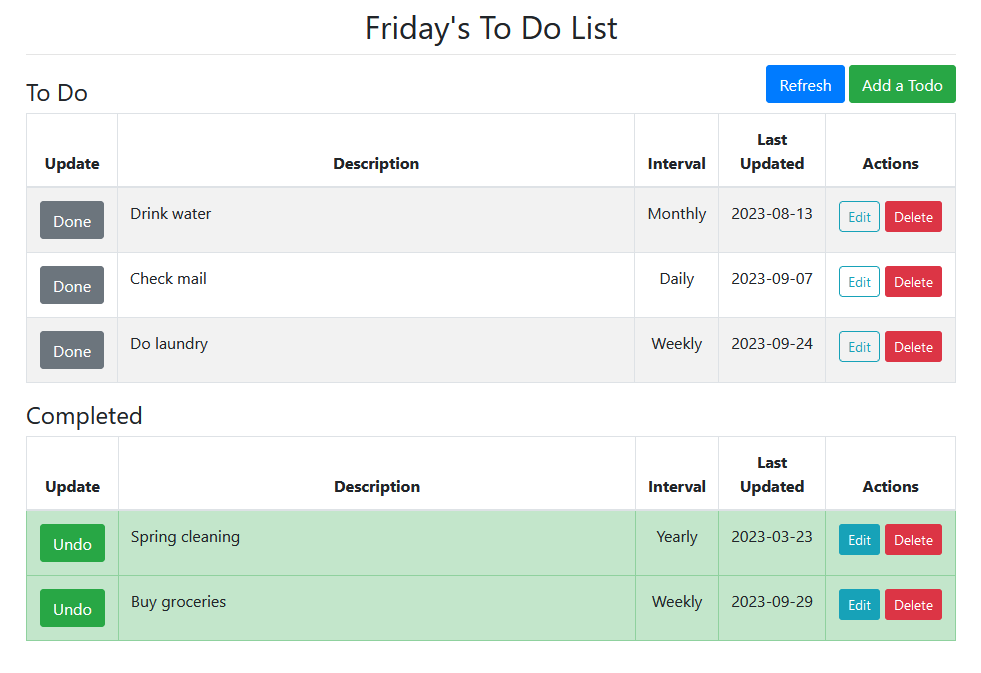 Friday's To Do List
To Do
Refresh Add a Todo
Update Description Interval Last Updated Actions
Done Drink water Monthly 2023-08-13 Edit Delete
Done Check mail Daily 2023-09-07 Edit Delete
Done Do laundry Weekly 2023-09-24 Edit Delete
Completed
Update Description Interval Last Updated Actions
Undo Spring cleaning Yearly 2023-03-23 Edit Delete
Undo Buy groceries Weekly 2023-09-29 Edit Delete